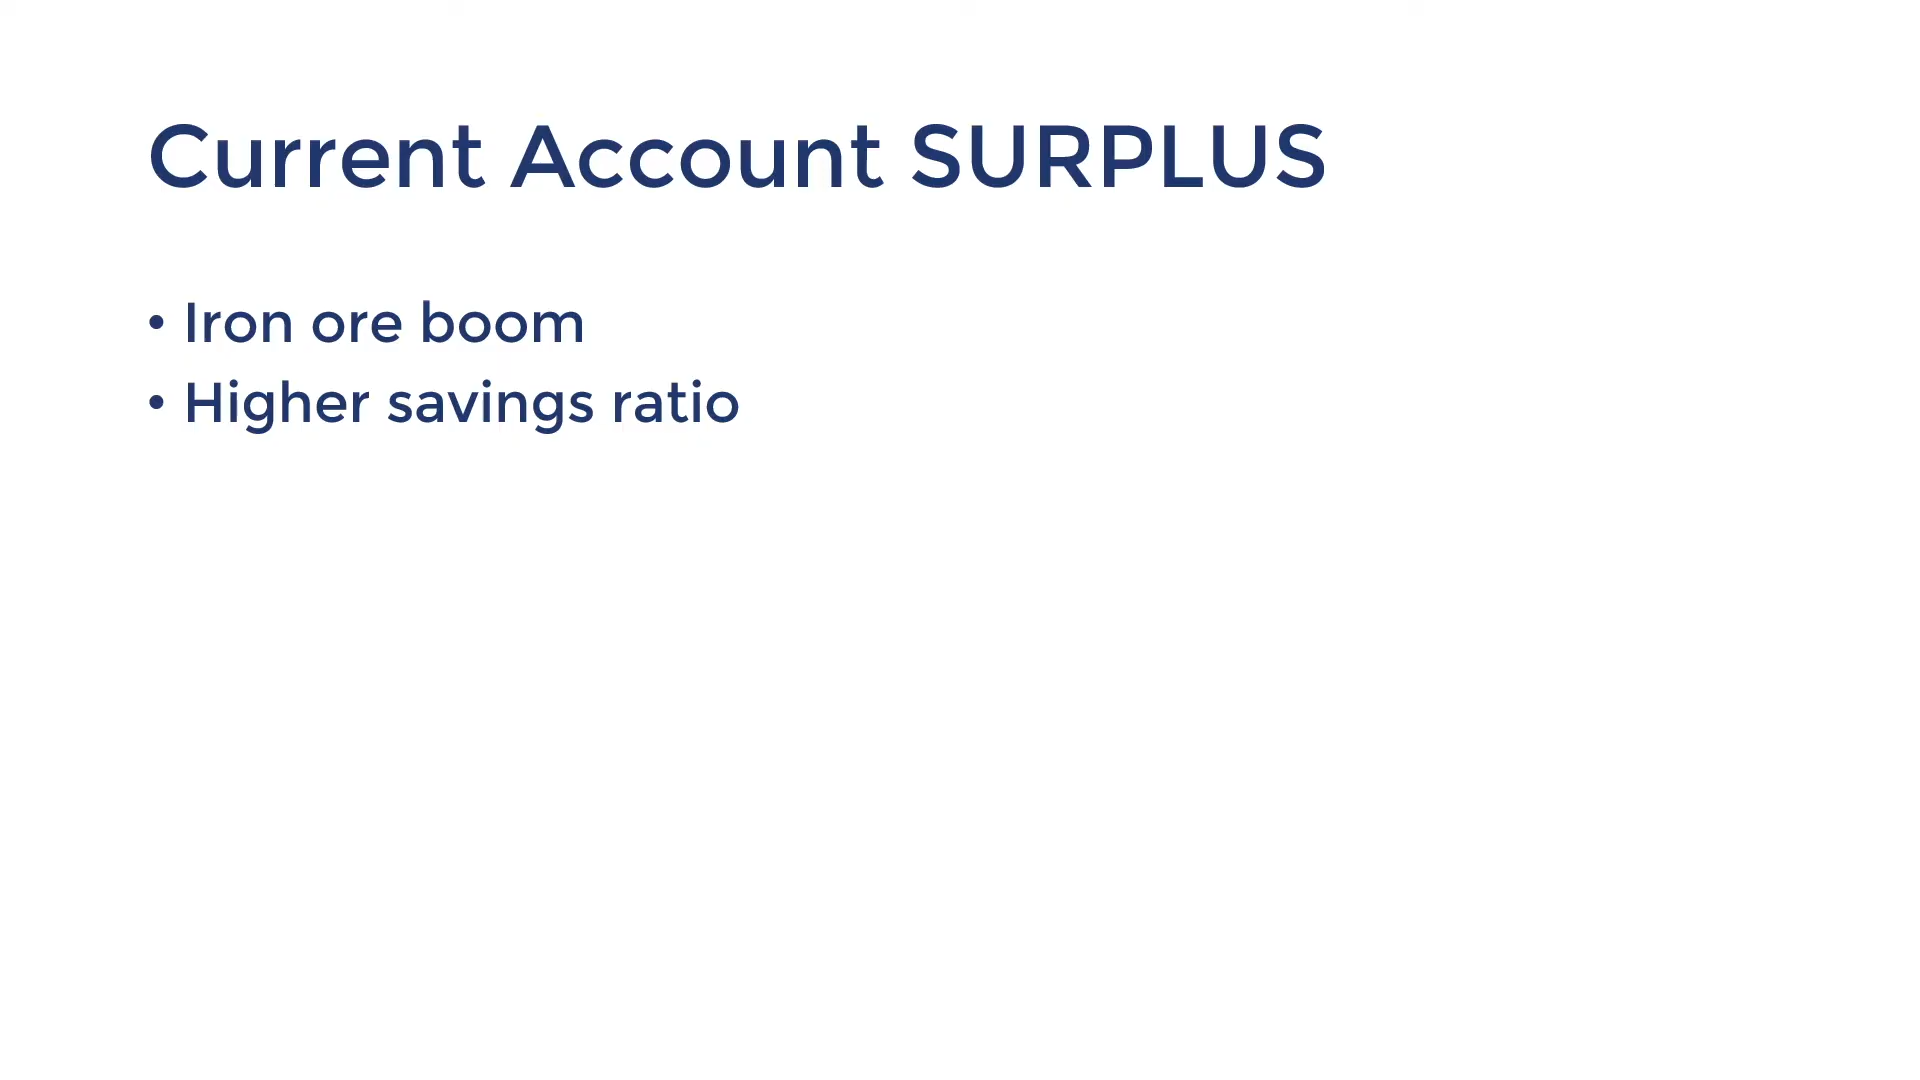 Current Account SURPLUS
• Iron ore boom
• Higher savings ratio